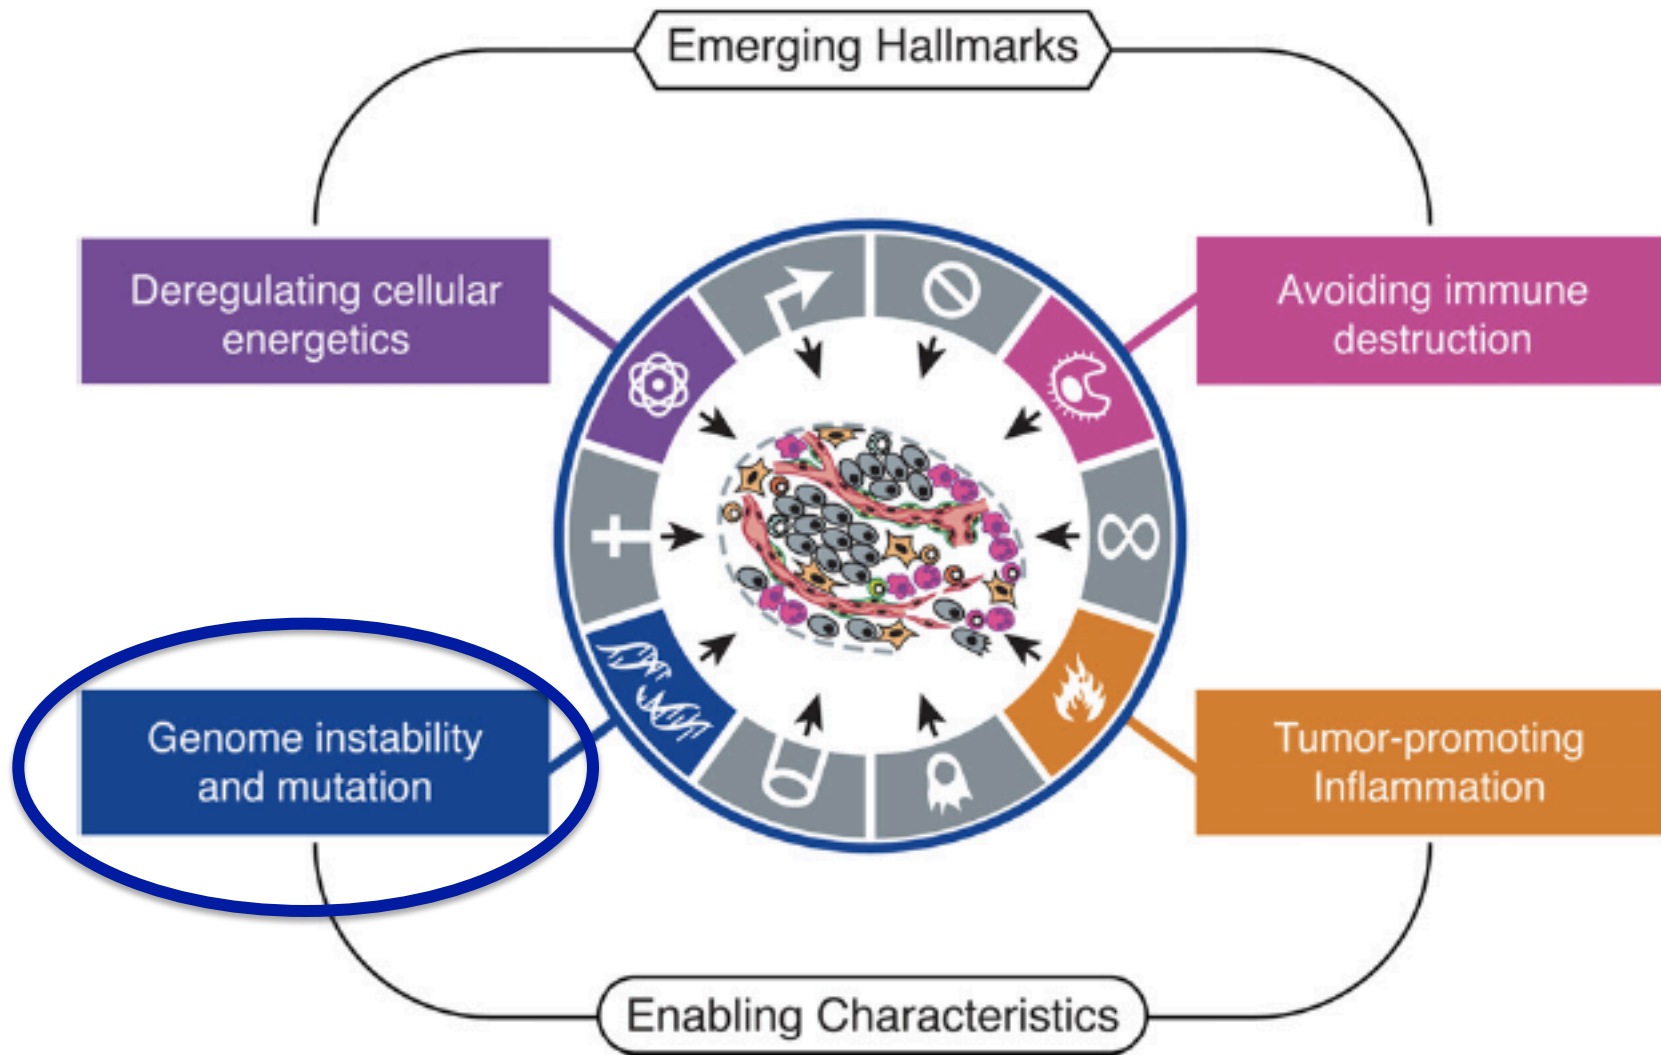 Emerging Hallmarks
Deregulating cellular
energetics
Avoiding immune
destruction
Genome instability
and mutation
Tumor-promoting
Inflammation
Enabling Characteristics